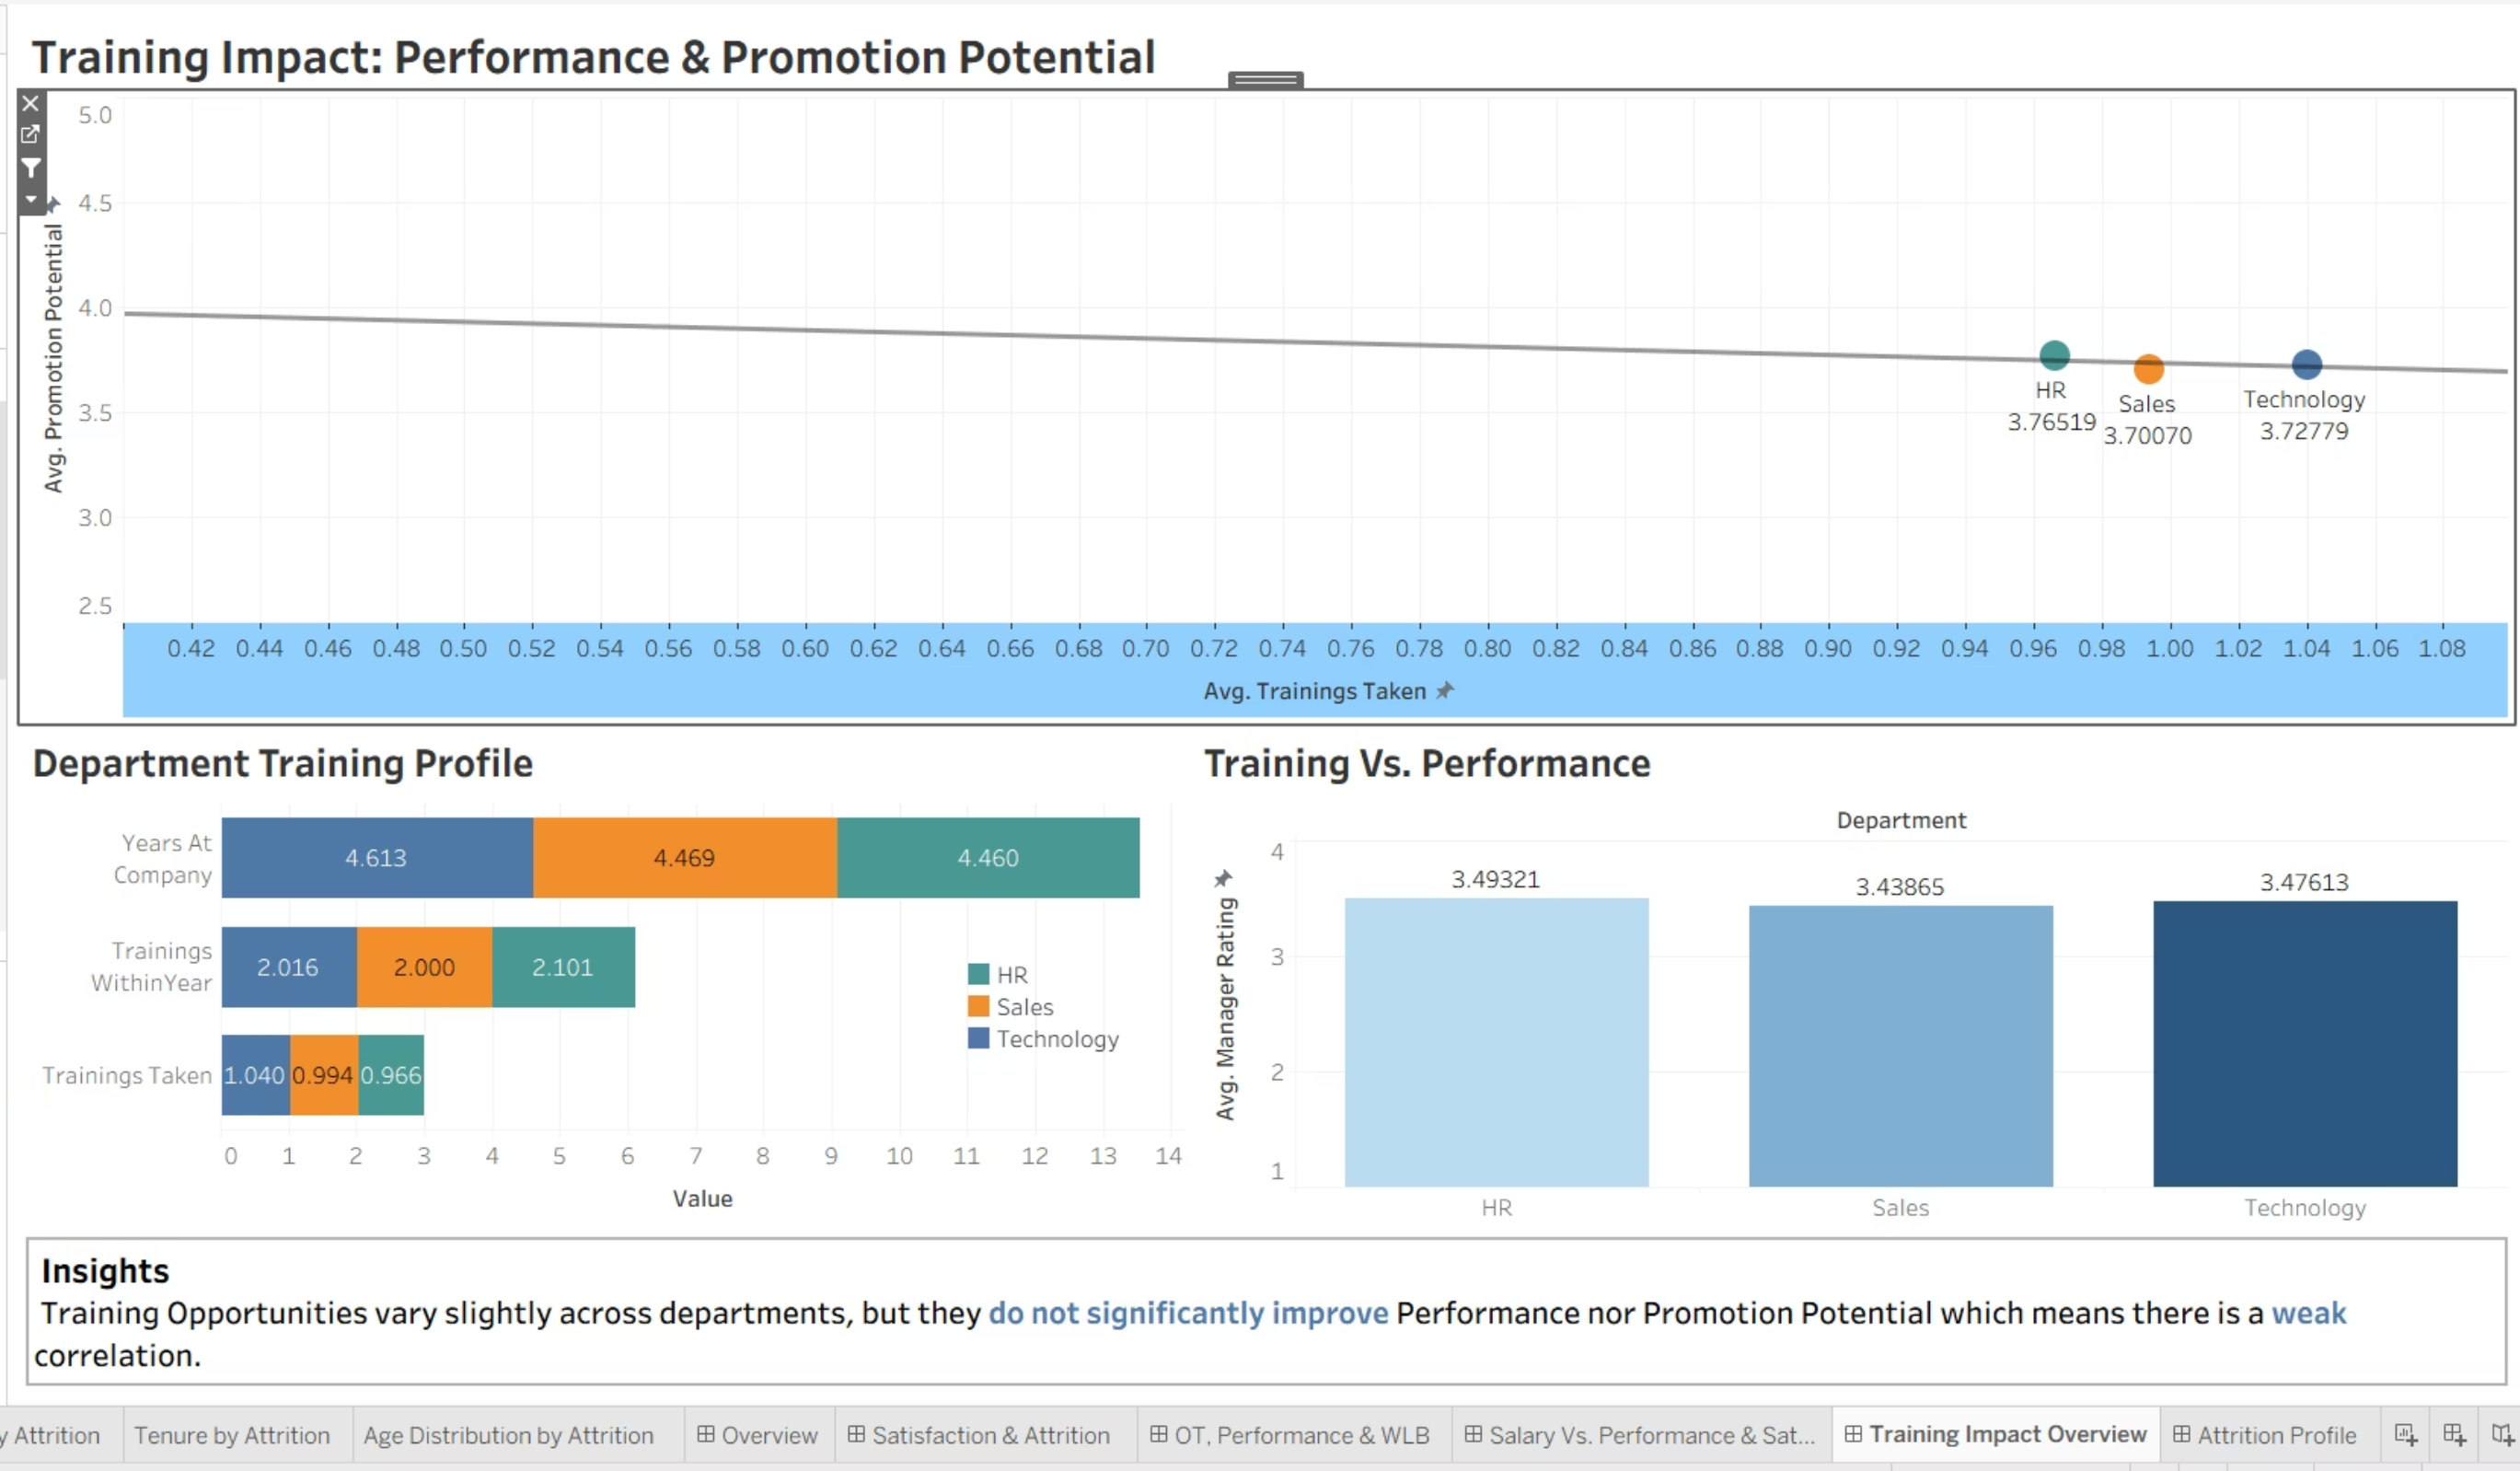 Training Impact: Performance & Promotion Potential
5.0
4.5
4.0
3.5
3.0
2.5
Avg. Promotion Potential
HR
3.76519
Sales
3.70070
Technology
3.72779
0.42 0.44 0.46 0.48 0.50 0.52 0.54 0.56 0.58 0.60 0.62 0.64 0.66 0.68 0.70 0.72 0.74 0.76 0.78 0.80 0.82 0.84 0.86 0.88 0.90 0.92 0.94 0.96 0.98 1.00 1.02 1.04 1.06 1.08
Avg. Trainings Taken
Department Training Profile
Years At
Company
4.613 4.469 4.460
Trainings
WithinYear
2.016 2.000 2.101
Trainings Taken
1.040 0.994 0.966
HR
Sales
Technology
0 1 2 3 4 5 6 7 8 9 10 11 12 13 14
Value
Training Vs. Performance
Department
4
3
2
1
Avg. Manager Rating
3.49321 3.43865 3.47613
HR Sales Technology
Insights
Training Opportunities vary slightly across departments, but they do not significantly improve Performance nor Promotion Potential which means there is a weak
correlation.
y Attrition Tenure by Attrition Age Distribution by Attrition Overview Satisfaction & Attrition OT, Performance & WLB Salary Vs. Performance & Sat... Training Impact Overview Attrition Profile